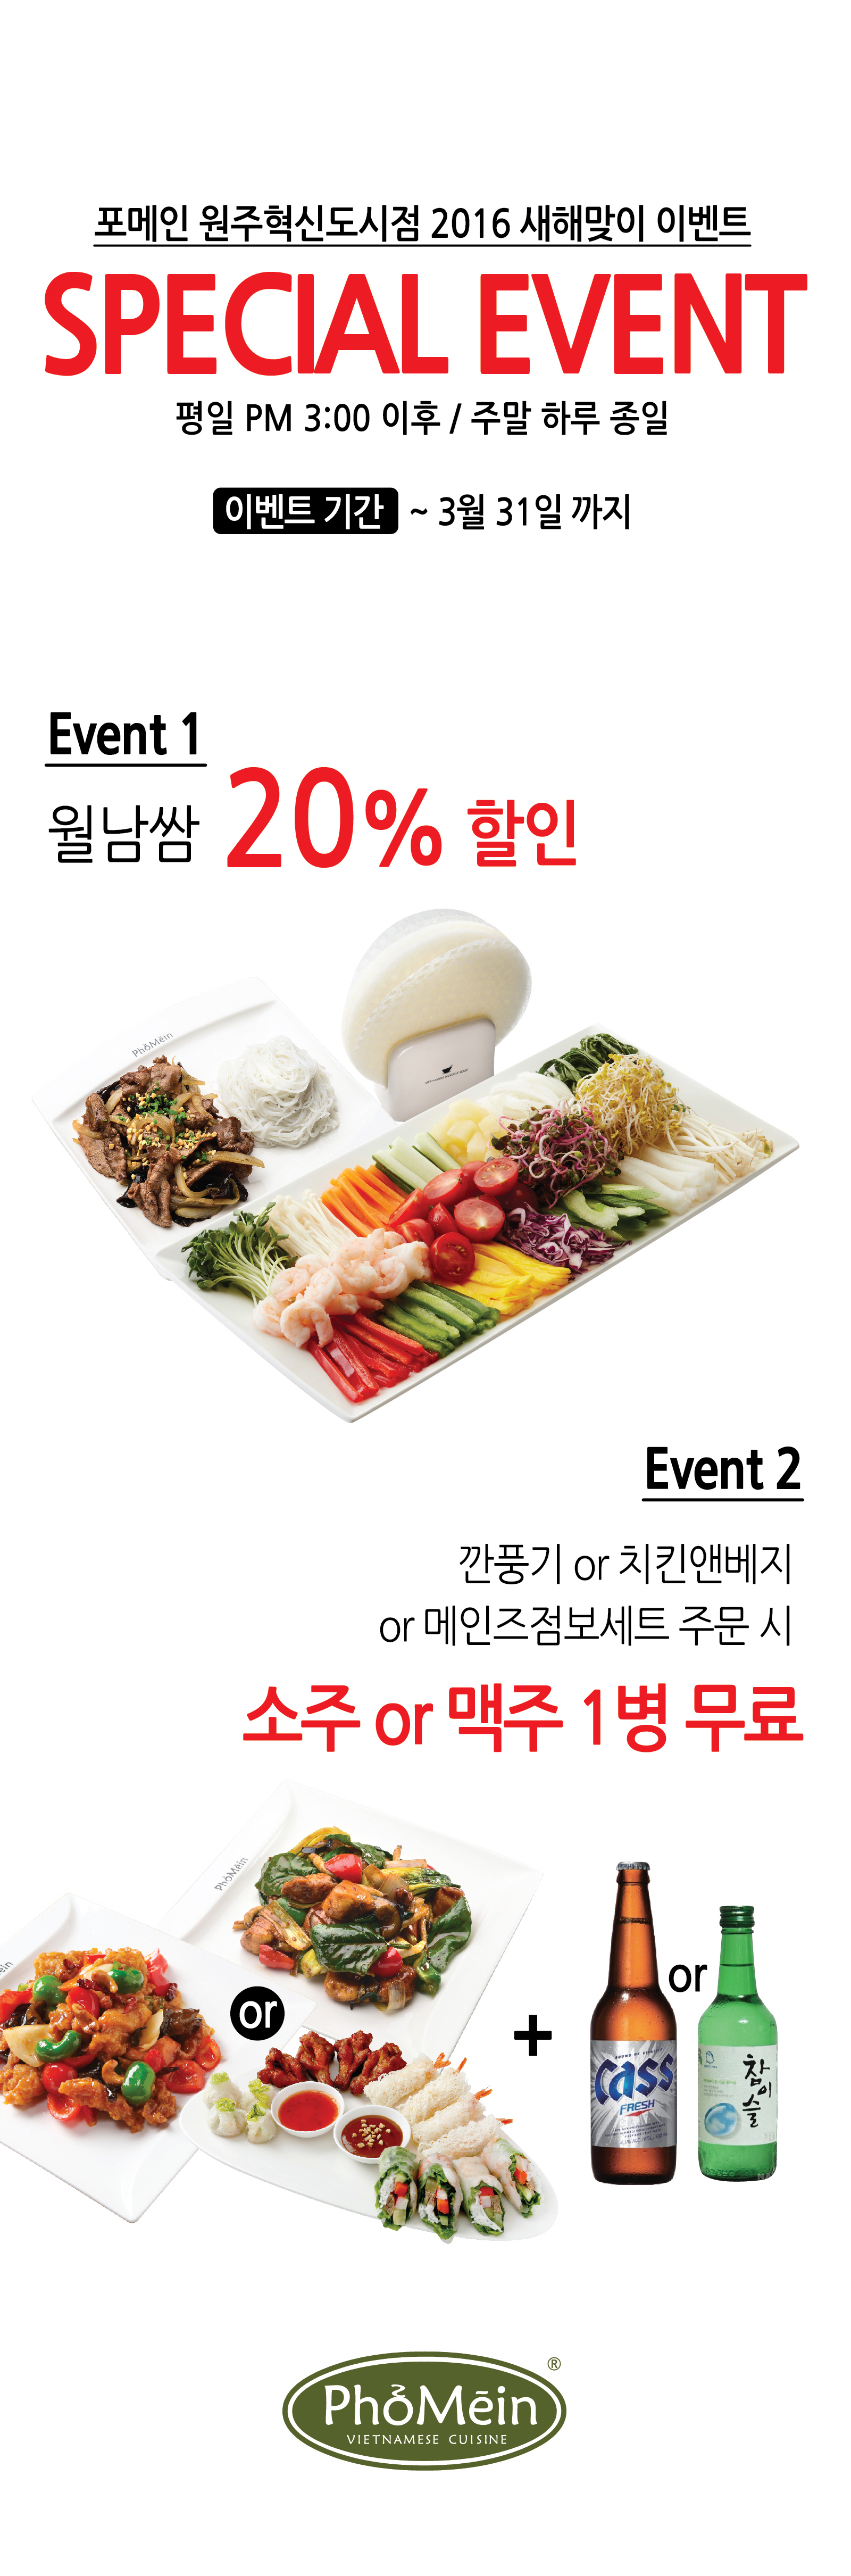 포메인 원주혁신도시점 2016 새해맞이 이벤트
SPECIAL EVENT
평일 PM 3:00 이후 / 주말 하루 종일
이벤트 기간 ~ 3월 31일 까지
Event 1
월남쌈 20% 할인
PhỏMēin
Event 2
깐풍기 or 치킨앤베지
or 메인즈점보세트 주문 시
소주 or 맥주 1병 무료
PhỏMēin
ein
or
+
Cass
FRESH
or
참이슬
PhỏMēin®
VIETNAMESE CUISINE